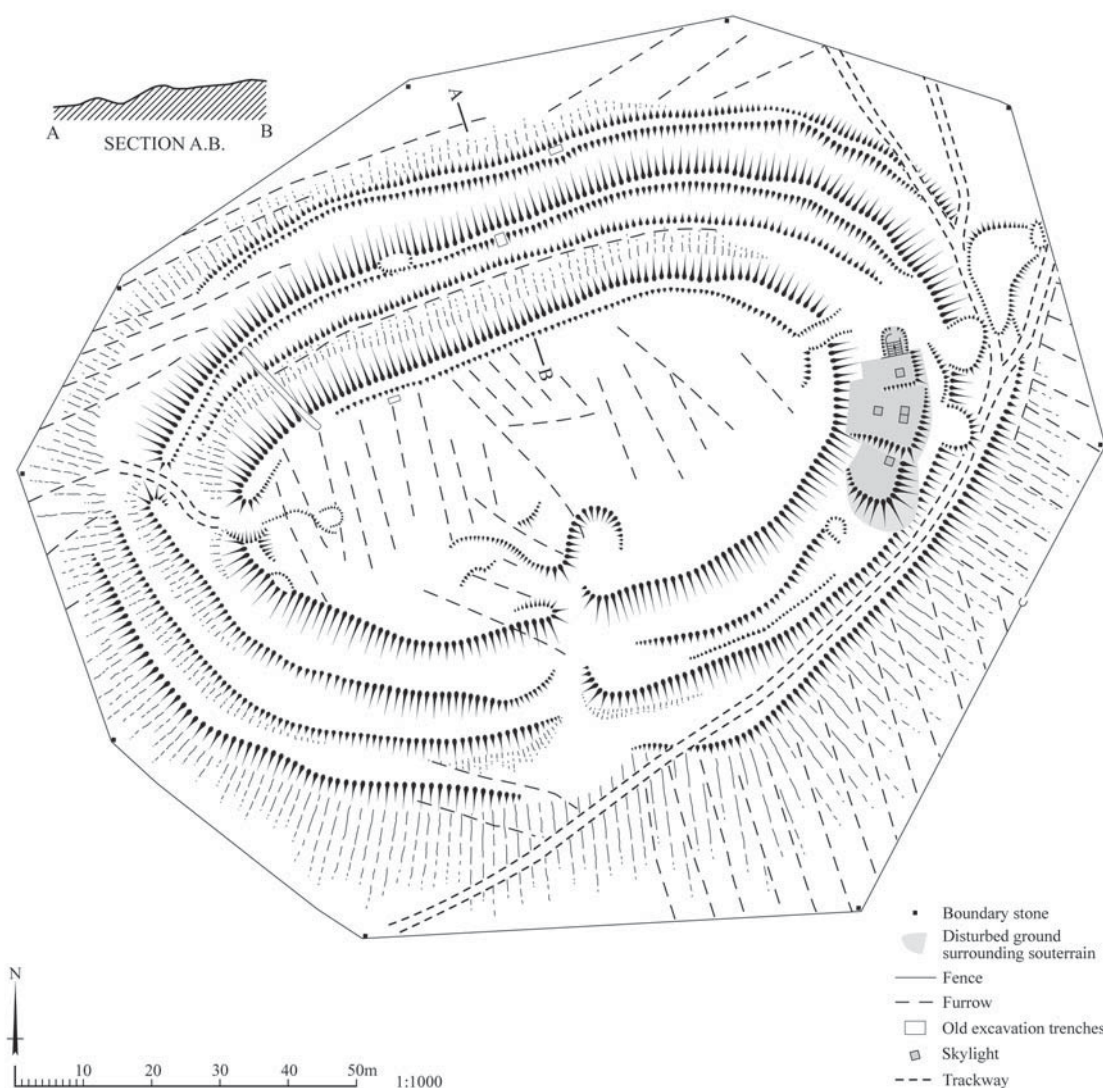 A
A
B
SECTION A.B.
B
Boundary stone
Disturbed ground
surrounding souterrain
Fence
Furrow
Old excavation trenches
Skylight
Trackway
N
10
20
30
40
50m
1:1000